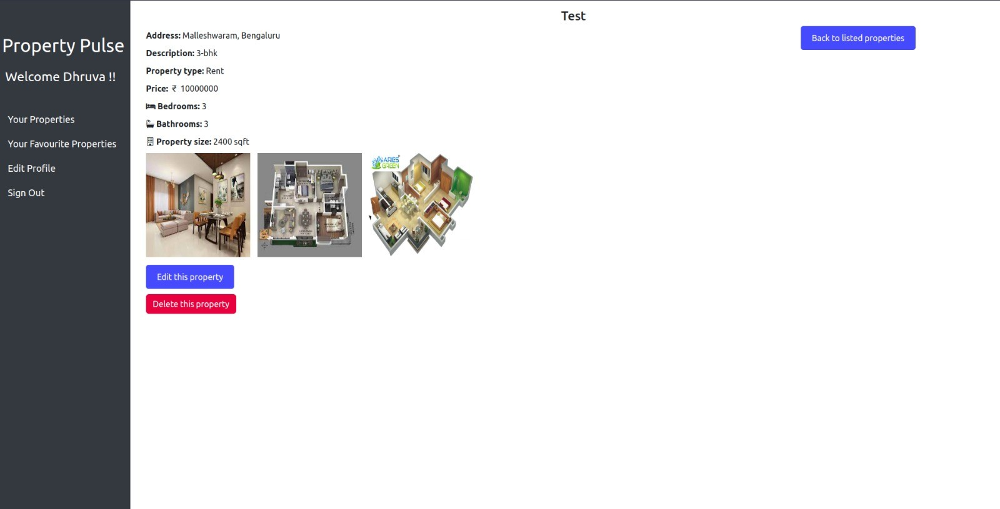 Test
Property Pulse
Welcome Dhruva !!
Your Properties
Your Favourite Properties
Edit Profile
Sign Out
Back to listed properties
Address: Malleshwaram, Bengaluru
Description: 3-bhk
Property type: Rent
Price: ₹ 10000000
Bedrooms: 3
Bathrooms: 3
Property size: 2400 sqft
ARIES
GREEN
Edit this property
Delete this property